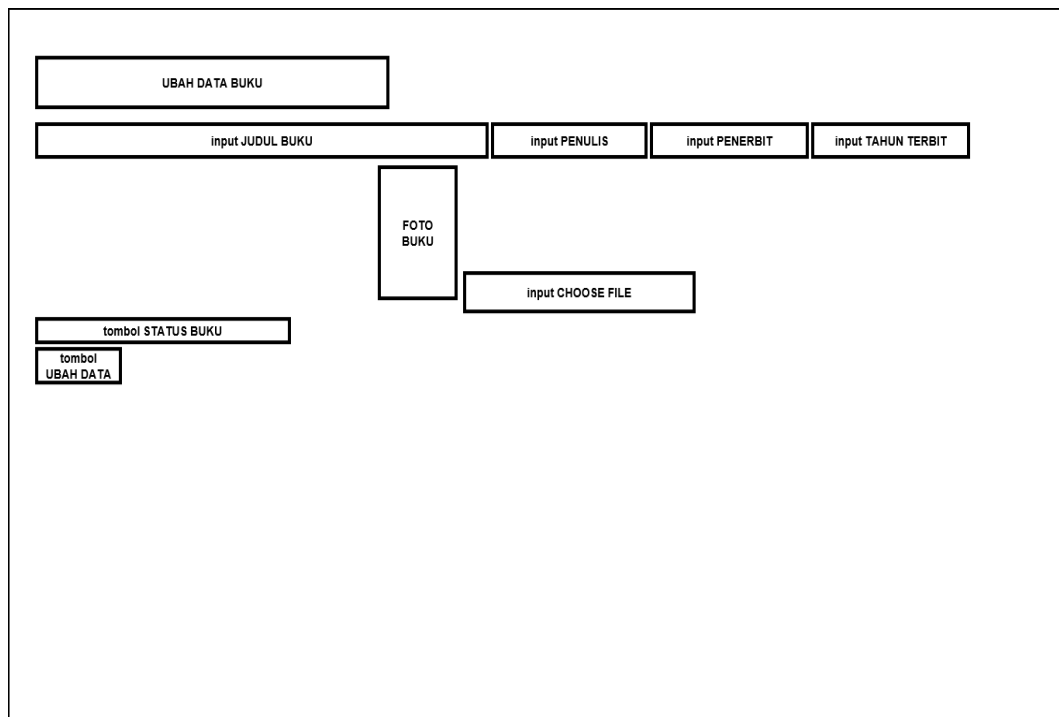 UBAH DATA BUKU
input JUDUL BUKU
input PENULIS
input PENERBIT
input TAHUN TERBIT
FOTO
BUKU
input CHOOSE FILE
tombol STATUS BUKU
tombol
UBAH DATA